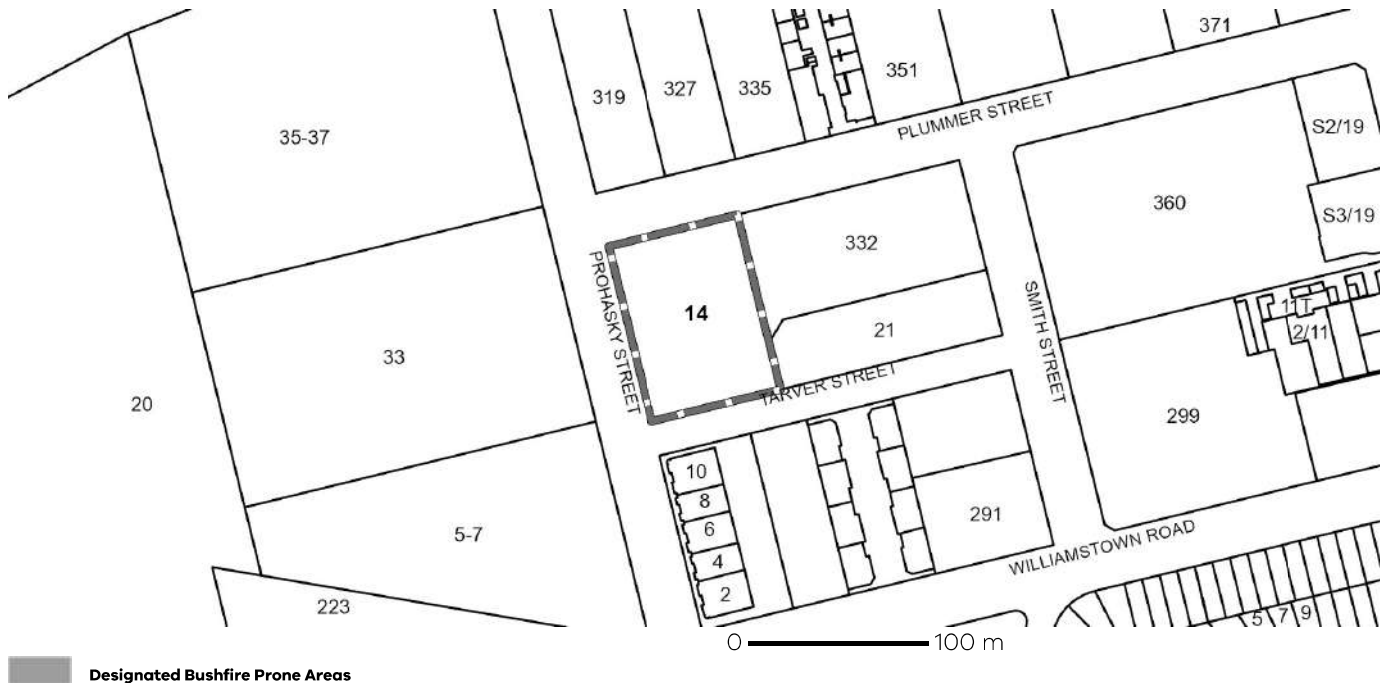 371
351
335
327
319
35-37
PLUMMER STREET
S2/19
S3/19
360
332
14
PROHASKY STREET
SMITH STREET
21
11T
2/11
33
20
TARVER STREET
299
10
8
6
4
2
291
5-7
WILLIAMSTOWN ROAD
223
5 7 9
0 100 m
Designated Bushfire Prone Areas